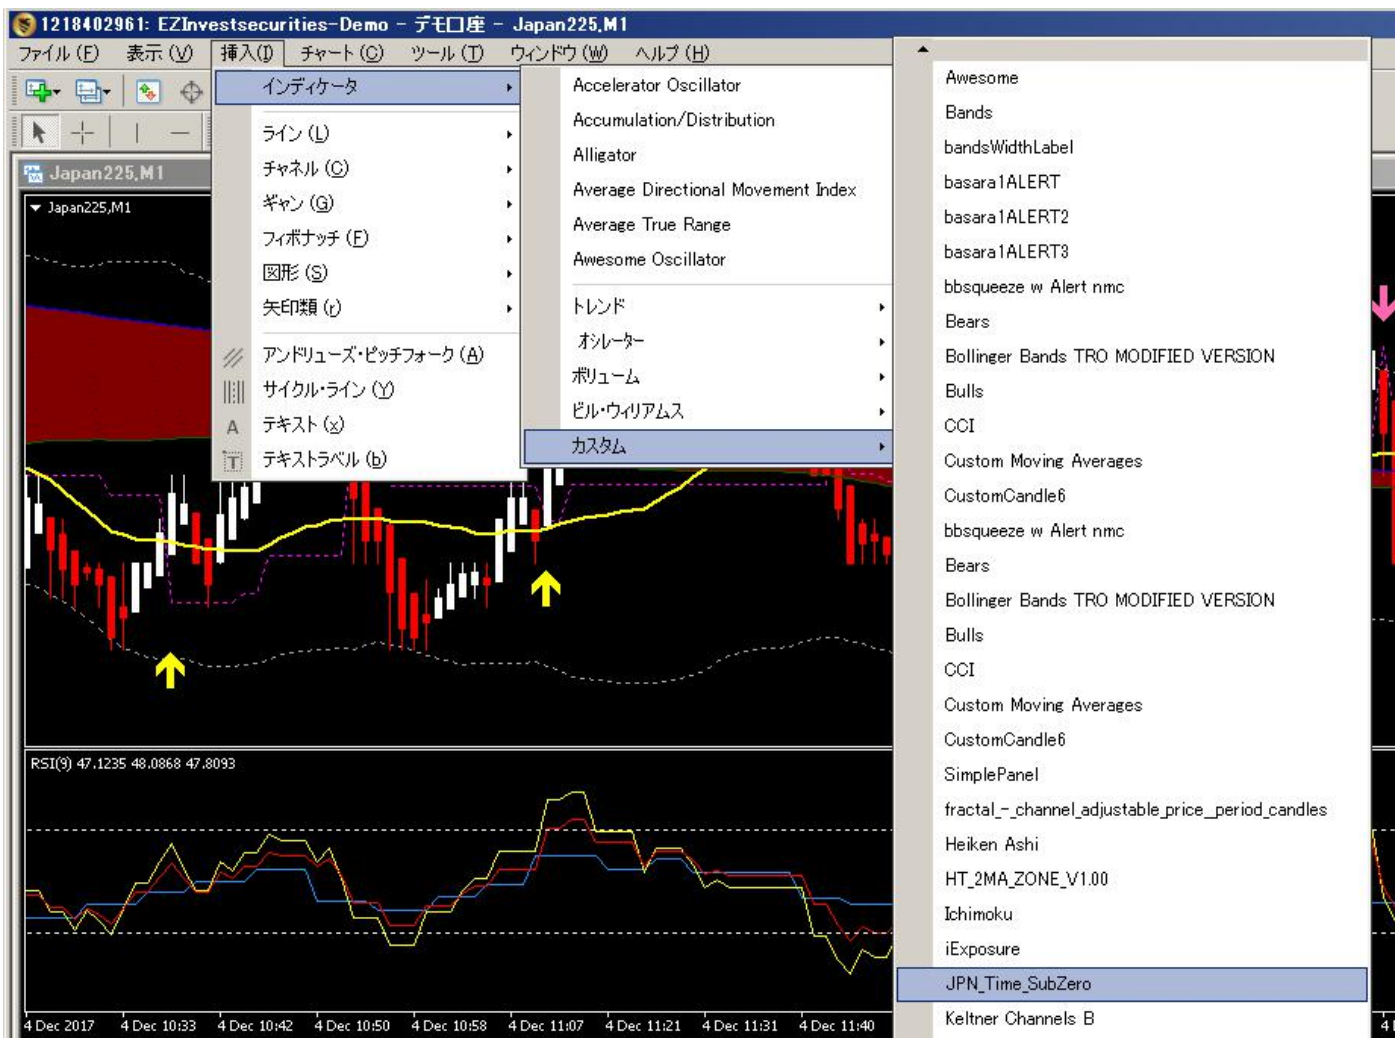 1218402961: EZInvestsecurities-Demo - デモ口座 - Japan225,M1
ファイル (F) 表示 (V) 挿入(I) チャート (C) ツール (T) ウィンドウ (W) ヘルプ (H)
Japan225,M1
Japan225,M1
インディケータ
ライン (L)
チャネル (C)
ギャン (G)
フィボナッチ (F)
図形 (S)
矢印類 (r)
アンドリューズ・ピッチフォーク (A)
サイクル・ライン (Y)
A テキスト (x)
T テキストラベル (b)
Accelerator Oscillator
Accumulation/Distribution
Alligator
Average Directional Movement Index
Average True Range
Awesome Oscillator
トレンド
オシレーター
ボリューム
ビル・ウィリアムス
カスタム
Awesome
Bands
bandsWidthLabel
basara1ALERT
basara1ALERT2
basara1ALERT3
bbsqueeze w Alert nmc
Bears
Bollinger Bands TRO MODIFIED VERSION
Bulls
CCI
Custom Moving Averages
CustomCandle6
bbsqueeze w Alert nmc
Bears
Bollinger Bands TRO MODIFIED VERSION
Bulls
CCI
Custom Moving Averages
CustomCandle6
SimplePanel
fractal_-_channel_adjustable_price__period_candles
Heiken Ashi
HT_2MA_ZONE_V1.00
Ichimoku
iExposure
JPN_Time_SubZero
Keltner Channels B
RSI(9) 47.1235 48.0868 47.8093
4 Dec 2017 4 Dec 10:33 4 Dec 10:42 4 Dec 10:50 4 Dec 10:58 4 Dec 11:07 4 Dec 11:21 4 Dec 11:31 4 Dec 11:40